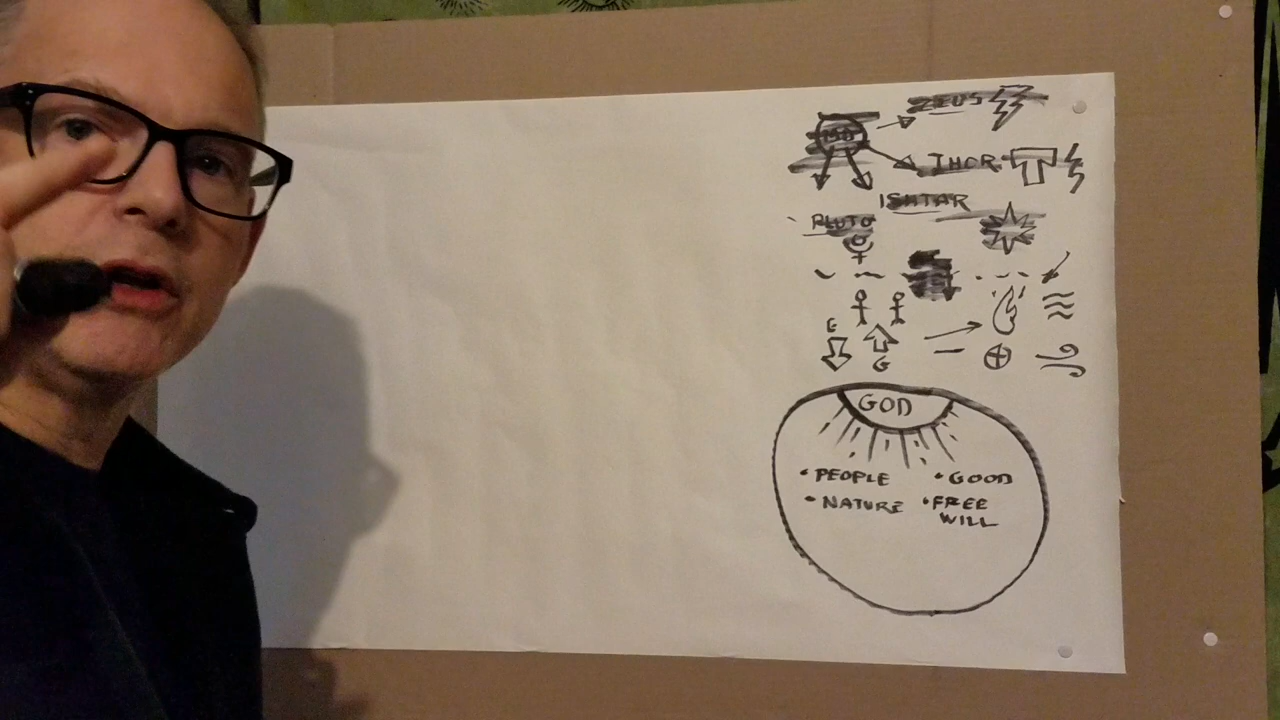 ZEUS
THOR
ISHTAR
PLUTO
E
G
GOD
• PEOPLE • GOOD
• NATURE • FREE
WILL